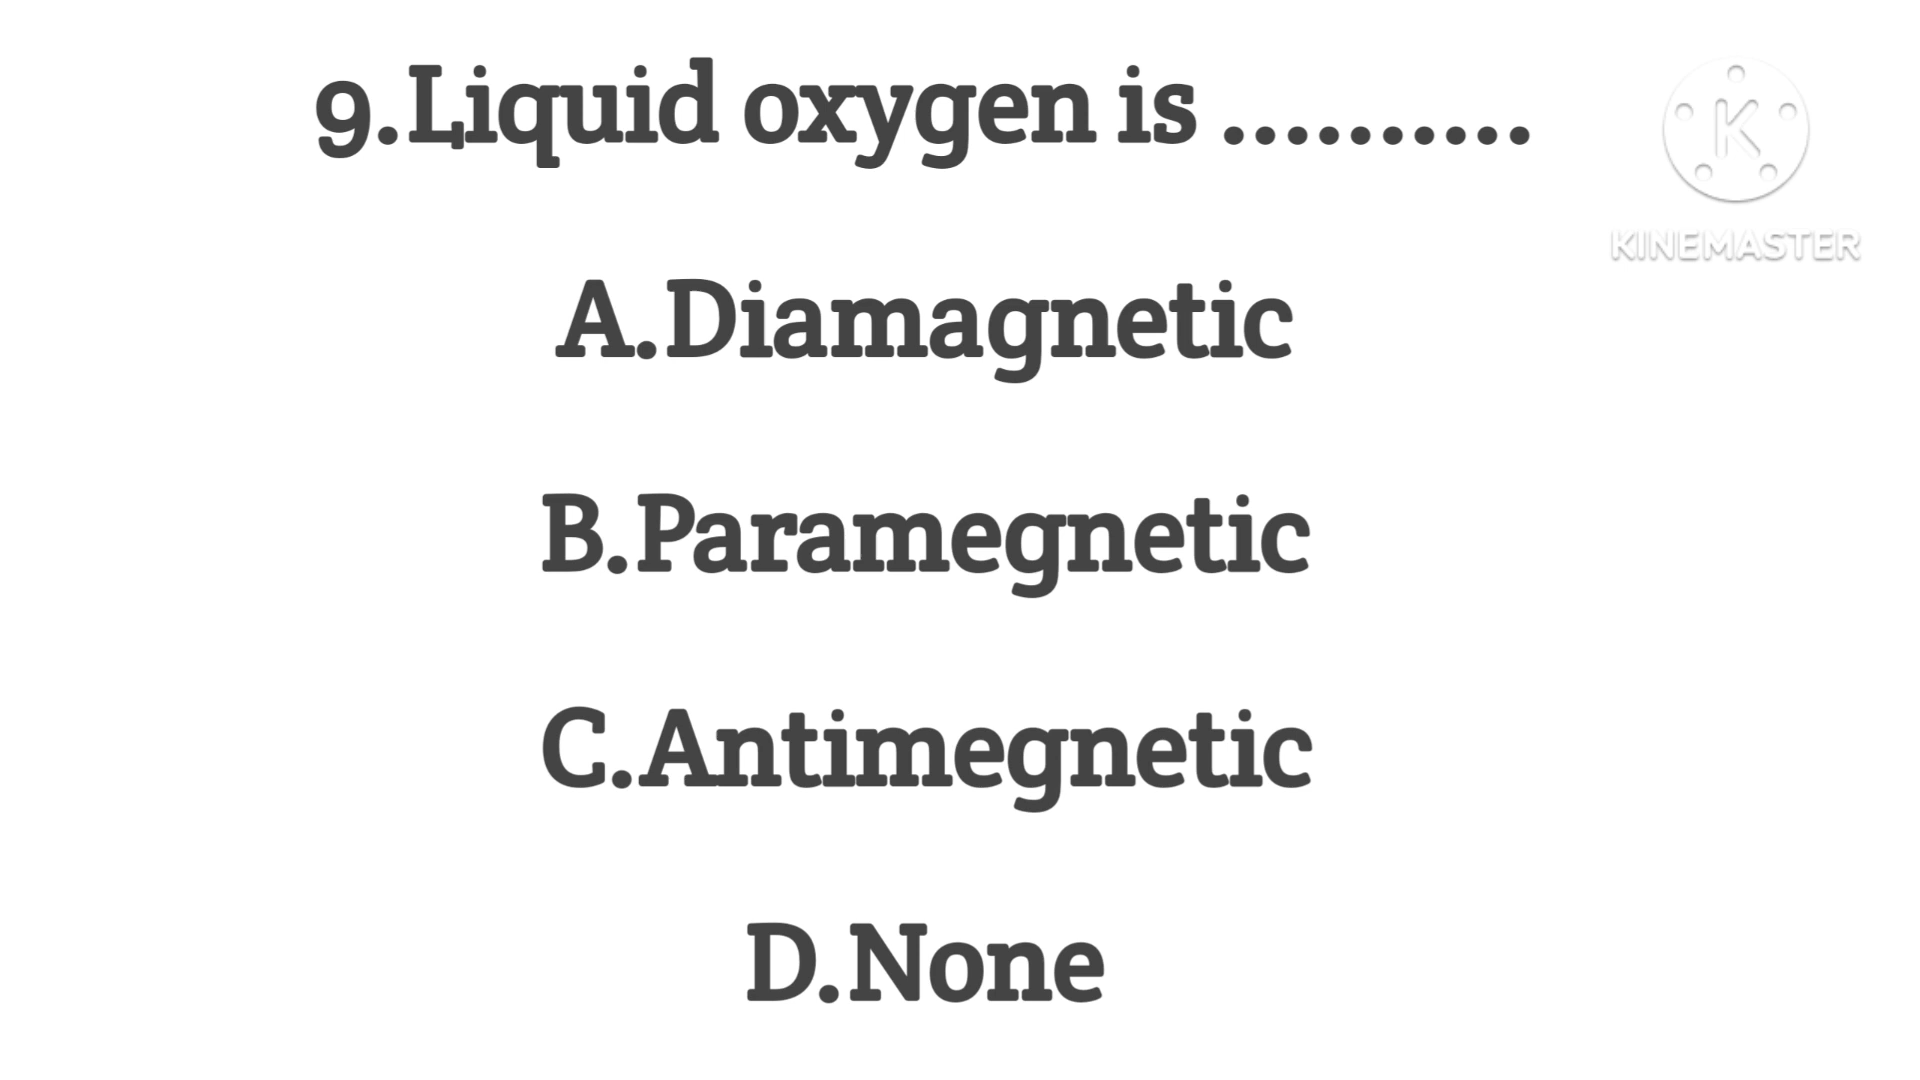 9.Liquid oxygen is ..........
K
KINEMASTER
A.Diamagnetic
B.Paramegnetic
C.Antimegnetic
D.None